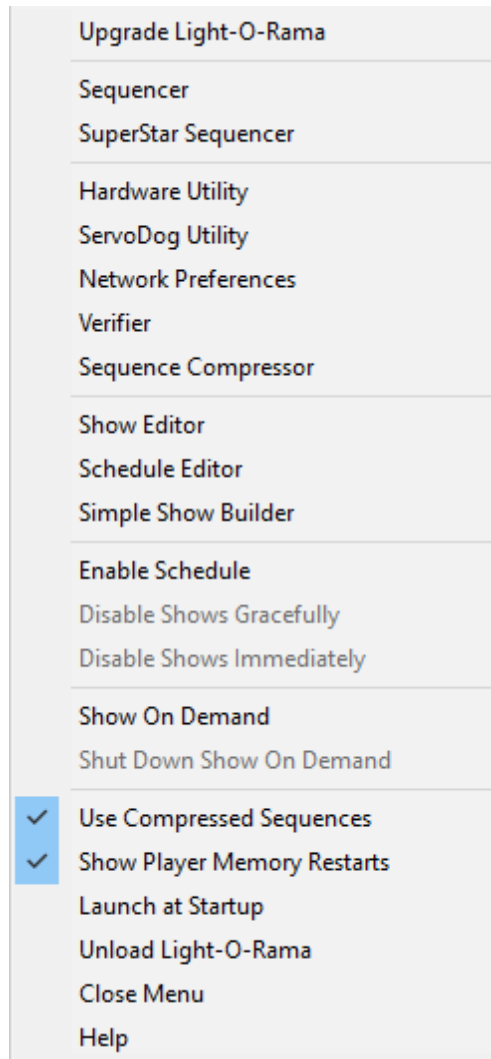 Upgrade Light-O-Rama
Sequencer
SuperStar Sequencer
Hardware Utility
ServoDog Utility
Network Preferences
Verifier
Sequence Compressor
Show Editor
Schedule Editor
Simple Show Builder
Enable Schedule
Disable Shows Gracefully
Disable Shows Immediately
Show On Demand
Shut Down Show On Demand
Use Compressed Sequences
Show Player Memory Restarts
Launch at Startup
Unload Light-O-Rama
Close Menu
Help